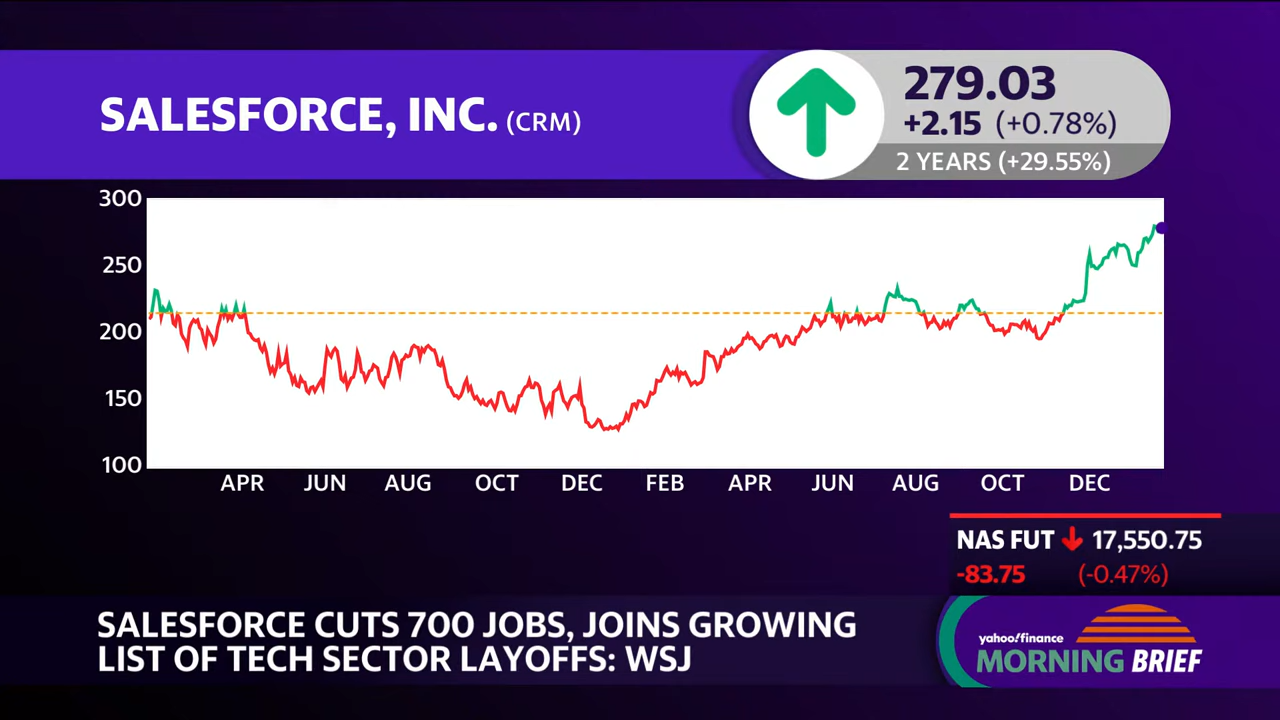 SALESFORCE, INC. (CRM)
279.03
+2.15 (+0.78%)
2 YEARS (+29.55%)
300
250
200
150
100
APR JUN AUG OCT DEC FEB APR JUN AUG OCT DEC
NAS FUT 17,550.75
-83.75 (-0.47%)
SALESFORCE CUTS 700 JOBS, JOINS GROWING
LIST OF TECH SECTOR LAYOFFS: WSJ
yahoo!finance
MORNING BRIEF